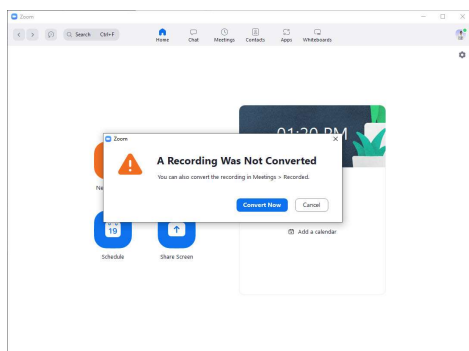 Zoom
Search Ctrl+F
Home
Chat
Meetings
Contacts
Apps
Whiteboards
01:20 PM
Zoom
A Recording Was Not Converted
You can also convert the recording in Meetings > Recorded.
Convert Now
Cancel
Ne
19
Add a calendar
Schedule
Share Screen